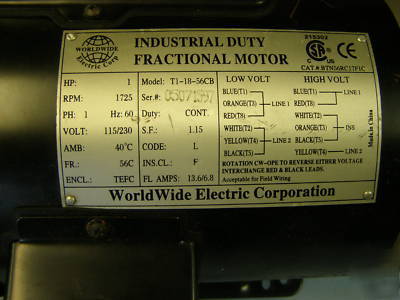 WORLDWIDE
Electric Corp
INDUSTRIAL DUTY
FRACTIONAL MOTOR
215302
CAT.# BTN56RC17F1C
HP: 1 Model: T1-18-56CB
RPM: 1725 Ser.#:
PH: 1 Hz: 60 Duty: CONT.
VOLT: 115/230 S.F.: 1.15
AMB: 40°C CODE: L
FR.: 56C INS.CL.: F
ENCL.: TEFC FL AMPS: 13.6/6.8
LOW VOLT HIGH VOLT
BLUE(T1) BLUE(T1) LINE 1
ORANGE(T3) LINE 1 RED(T8)
RED(T8) WHITE(T2)
WHITE(T2) ORANGE(T3) INS
YELLOW(T4) LINE 2 BLACK(T5)
BLACK(T5) YELLOW(T4) LINE 2
ROTATION CW-OPE TO REVERSE EITHER VOLTAGE
INTERCHANGE RED & BLACK LEADS.
Acceptable for Field Wiring
Made in China
WorldWide Electric Corporation